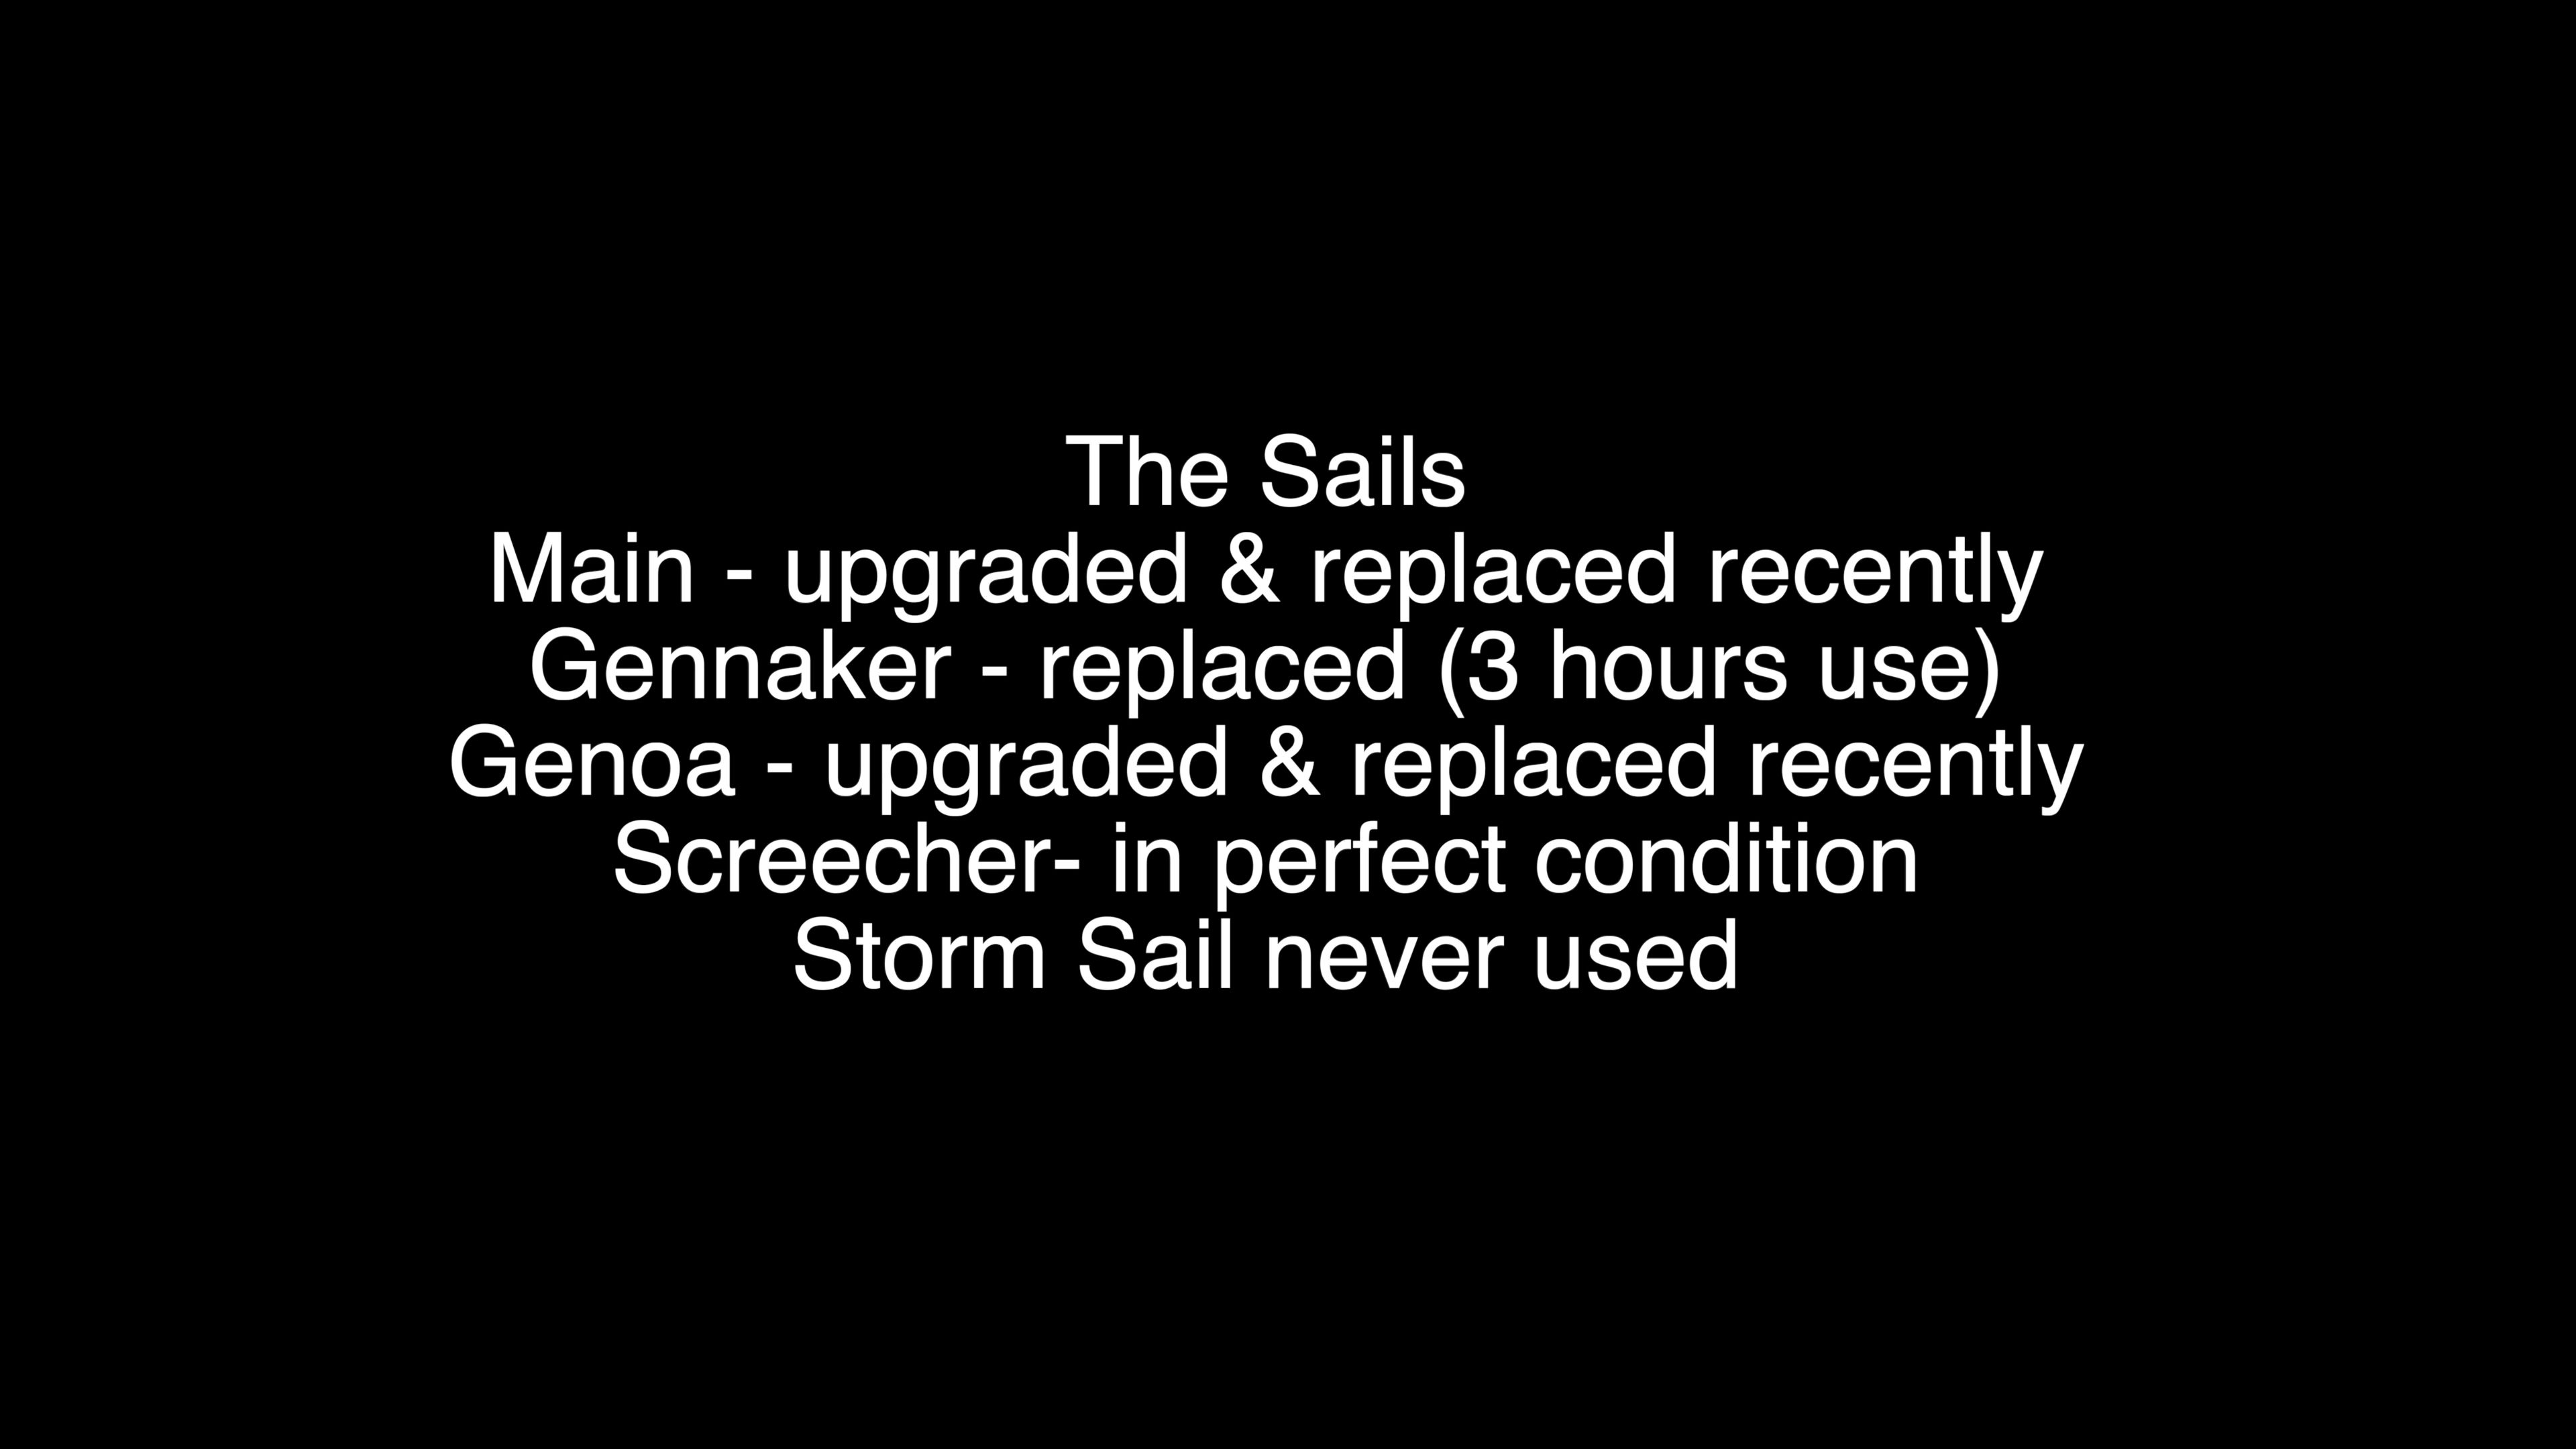 The Sails
Main - upgraded & replaced recently
Gennaker - replaced (3 hours use)
Genoa - upgraded & replaced recently
Screecher- in perfect condition
Storm Sail never used